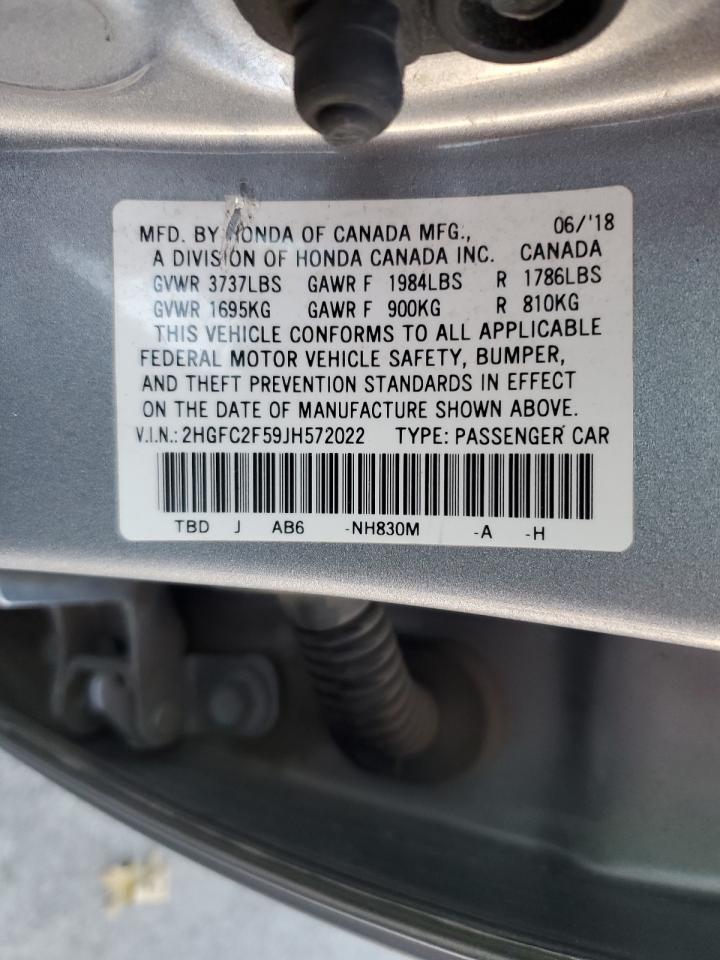 06/'18
MFD. BY HONDA OF CANADA MFG.,
A DIVISION OF HONDA CANADA INC. CANADA
GVWR 3737LBS GAWR F 1984LBS R 1786LBS
GVWR 1695KG GAWR F 900KG R 810KG
THIS VEHICLE CONFORMS TO ALL APPLICABLE
FEDERAL MOTOR VEHICLE SAFETY, BUMPER,
AND THEFT PREVENTION STANDARDS IN EFFECT
ON THE DATE OF MANUFACTURE SHOWN ABOVE.
V.I.N.: 2HGFC2F59JH572022 TYPE: PASSENGER CAR
TBD J AB6 -NH830M -A -H